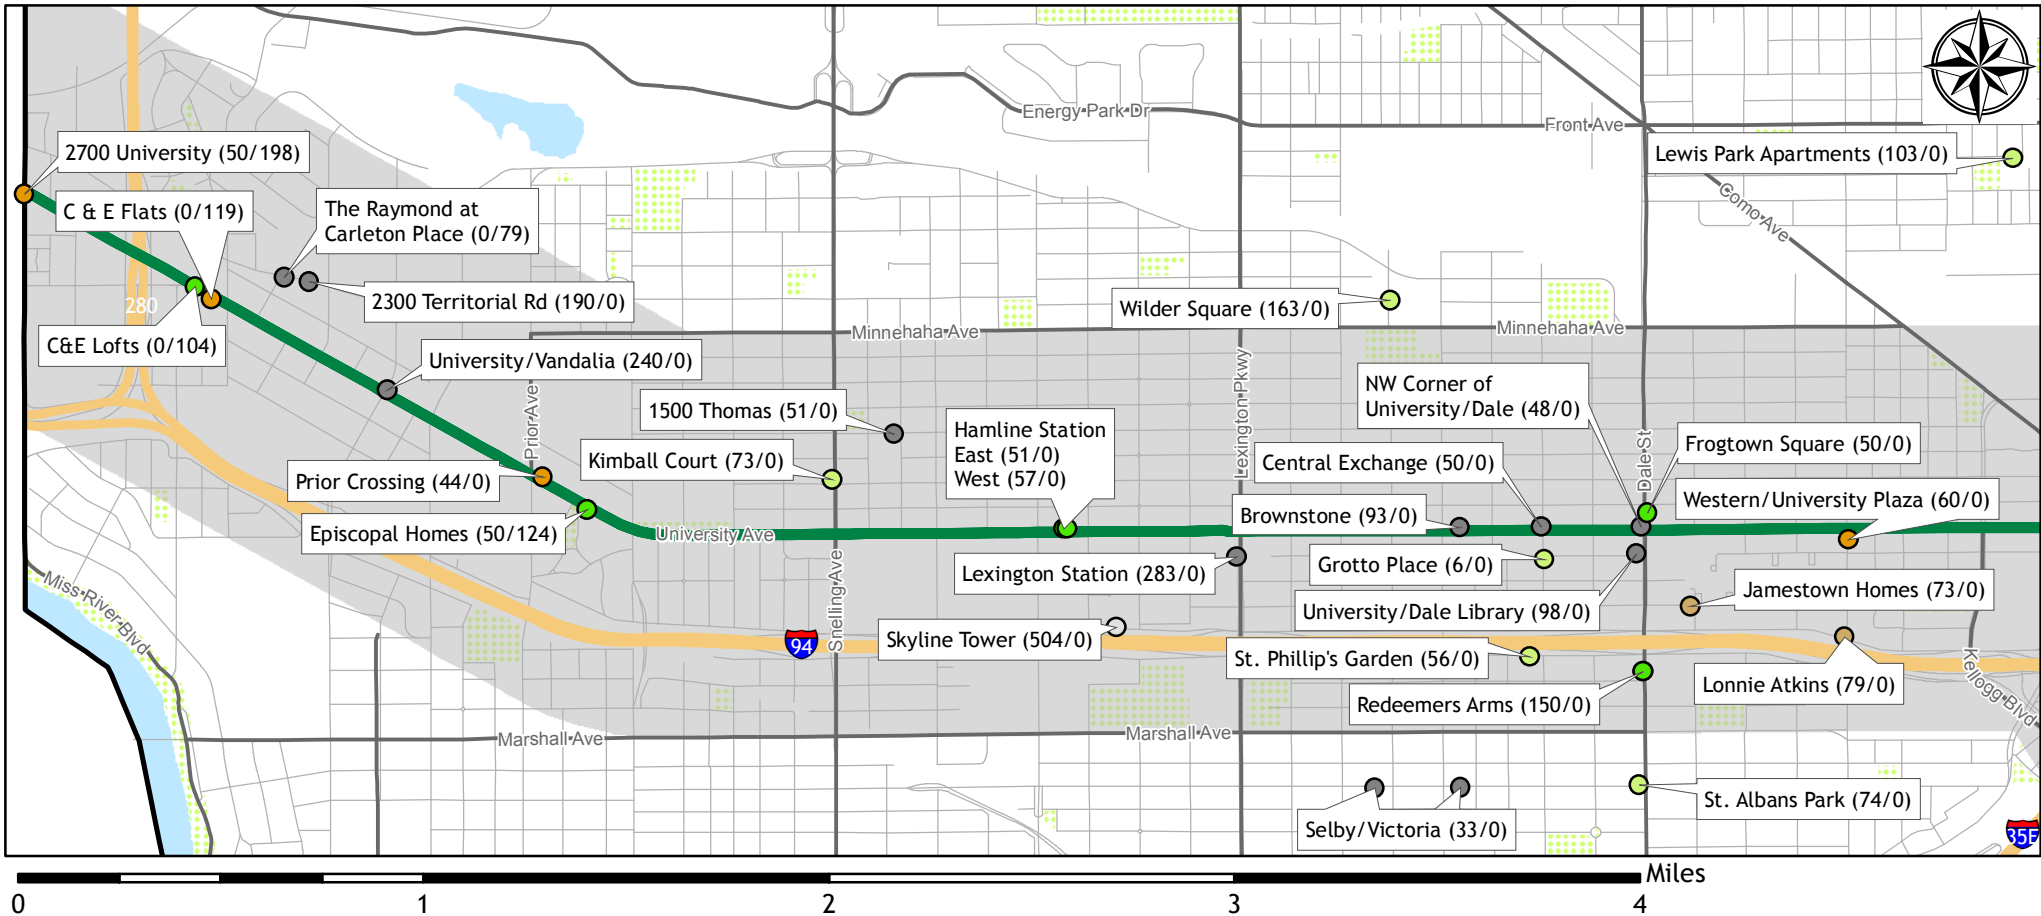 Energy Park Dr
Front Ave
2700 University (50/198)
Lewis Park Apartments (103/0)
C & E Flats (0/119)
The Raymond at
Carleton Place (0/79)
Como Ave
280
2300 Territorial Rd (190/0)
Wilder Square (163/0)
Minnehaha Ave
Minnehaha Ave
C&E Lofts (0/104)
University/Vandalia (240/0)
Prior Ave
1500 Thomas (51/0)
Lexington Pkwy
NW Corner of
University/Dale (48/0)
Hamline Station
East (51/0)
West (57/0)
Dale St
Frogtown Square (50/0)
Kimball Court (73/0)
Central Exchange (50/0)
Prior Crossing (44/0)
Western/University Plaza (60/0)
Brownstone (93/0)
Episcopal Homes (50/124)
University Ave
Grotto Place (6/0)
Lexington Station (283/0)
Jamestown Homes (73/0)
Miss River Blvd
Snelling Ave
University/Dale Library (98/0)
94
Skyline Tower (504/0)
St. Phillip's Garden (56/0)
Lonnie Atkins (79/0)
Kellogg Blvd
Redeemers Arms (150/0)
Marshall Ave
Marshall Ave
St. Albans Park (74/0)
Selby/Victoria (33/0)
35E
Miles
0 1 2 3 4